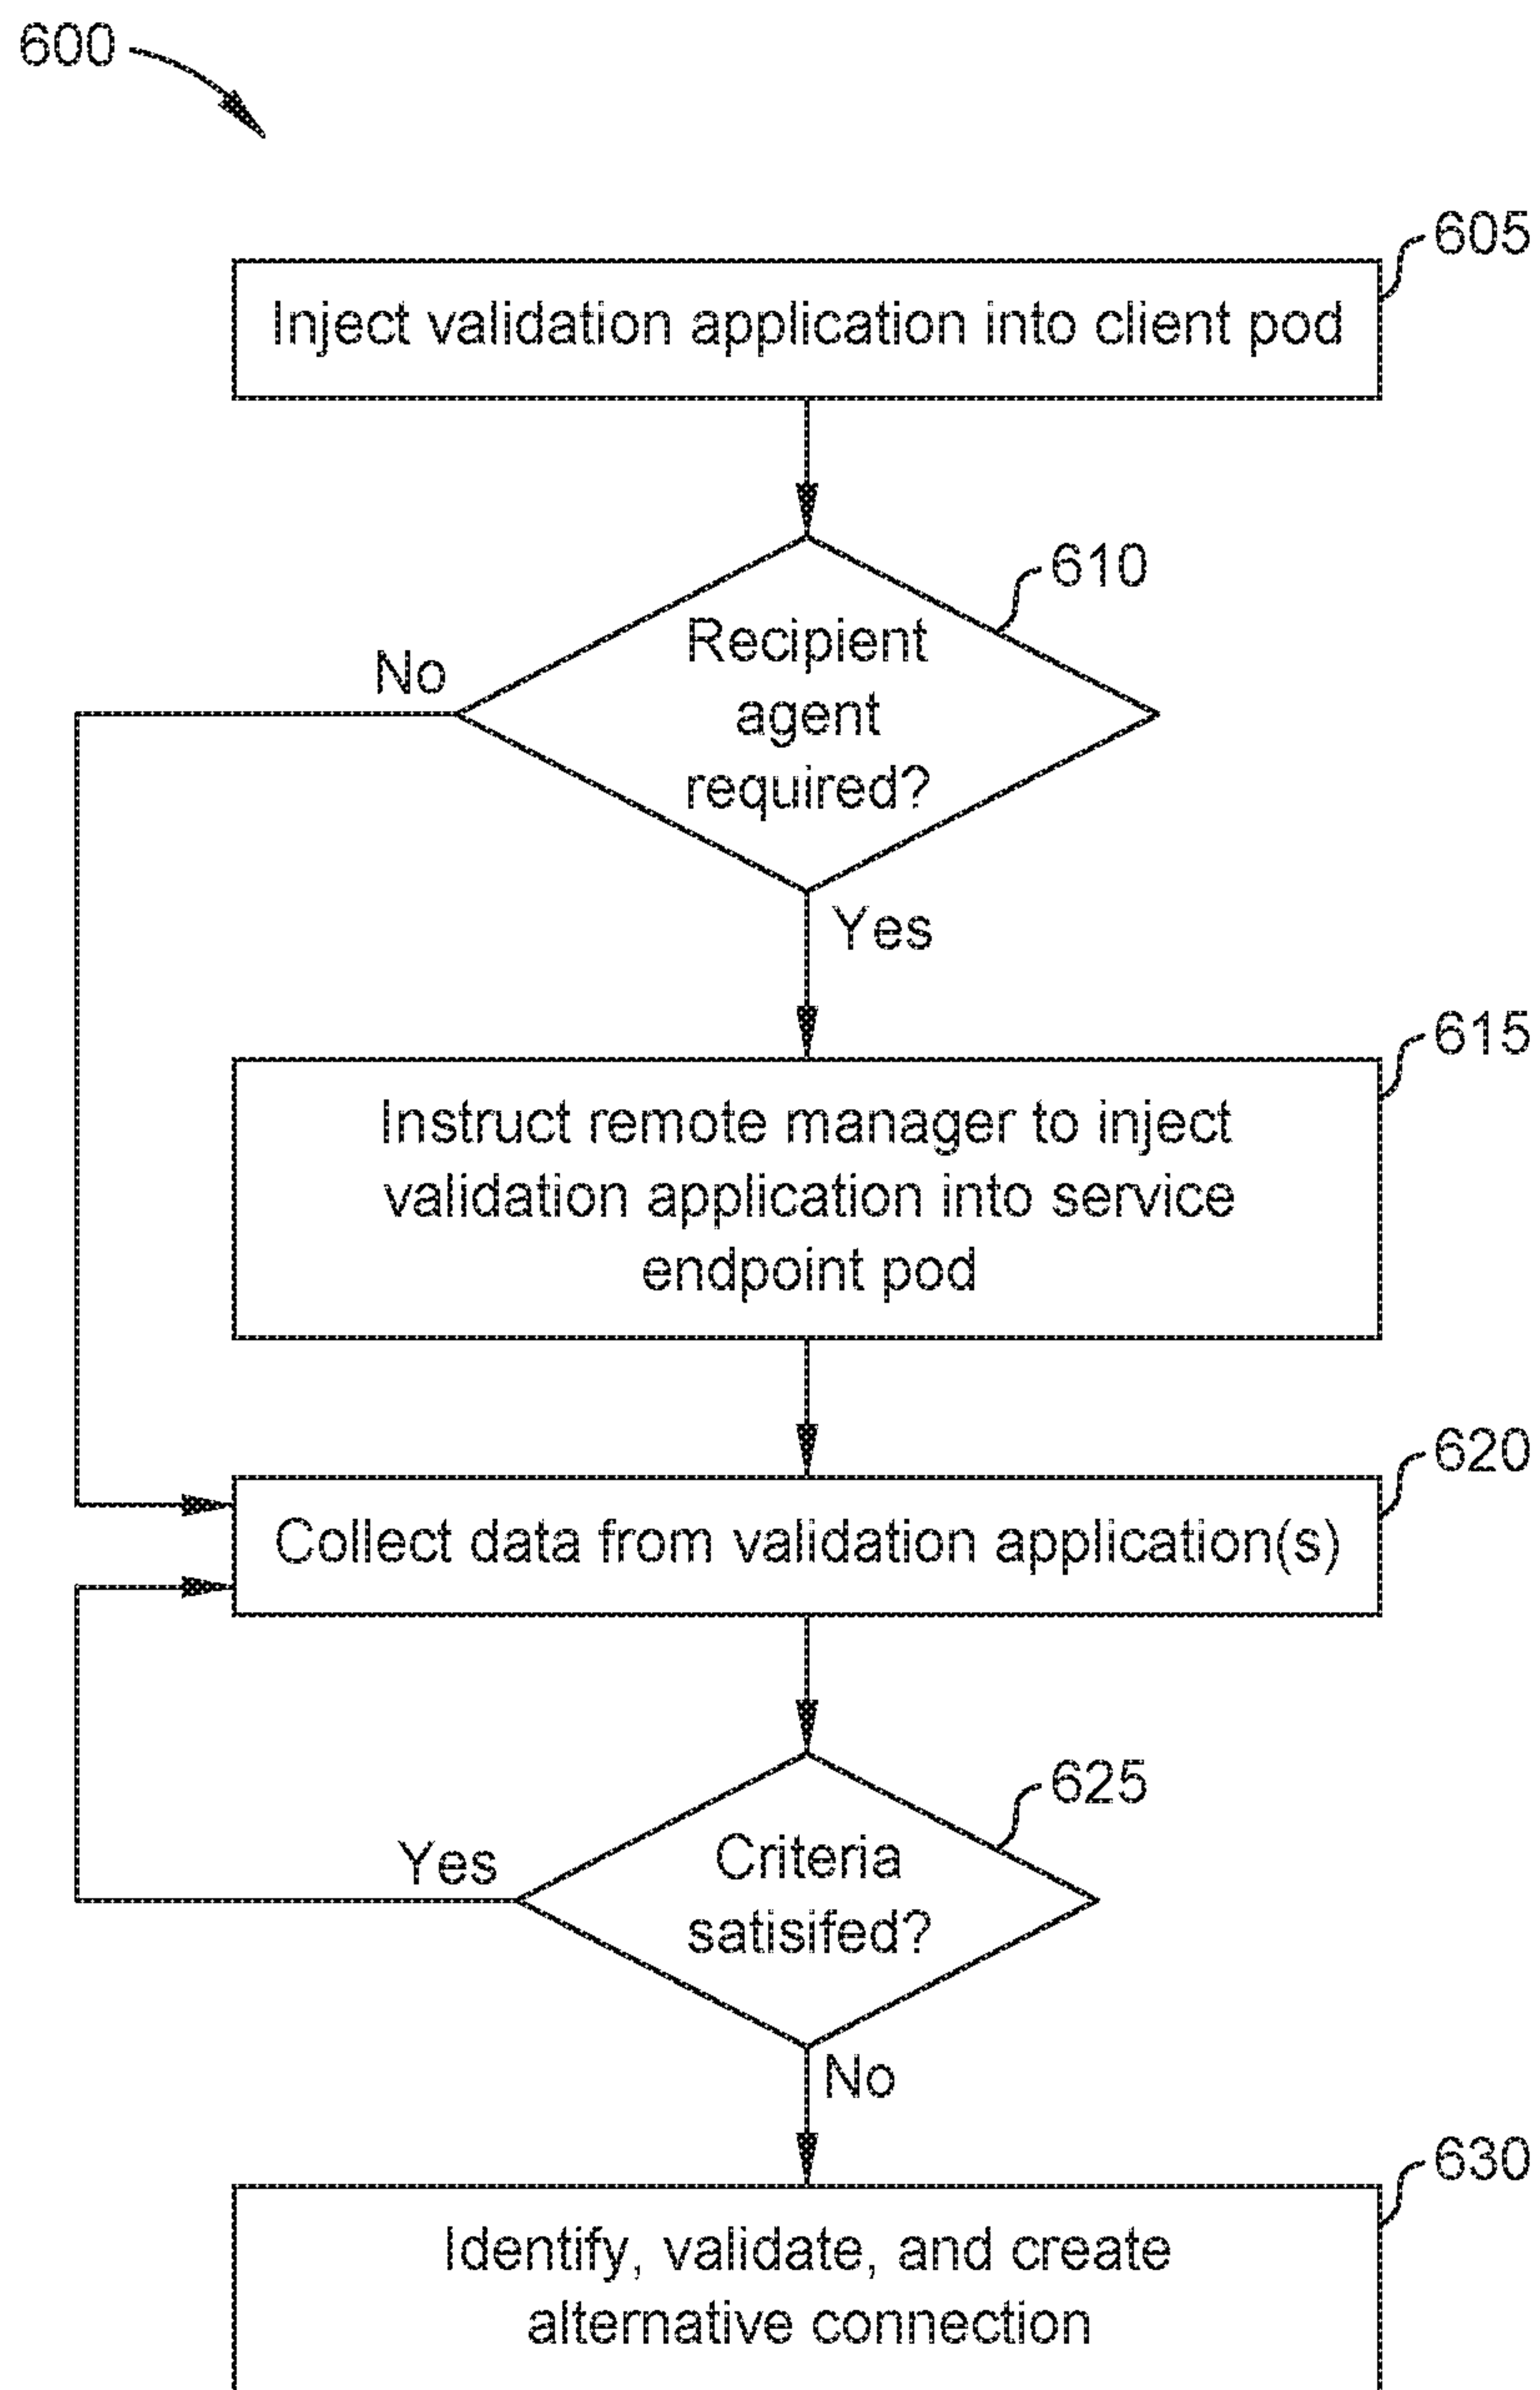 600
605
Inject validation application into client pod
610
Recipient
agent
required?
No
Yes
615
Instruct remote manager to inject
validation application into service
endpoint pod
620
Collect data from validation application(s)
625
Criteria
satisifed?
Yes
No
630
Identify, validate, and create
alternative connection